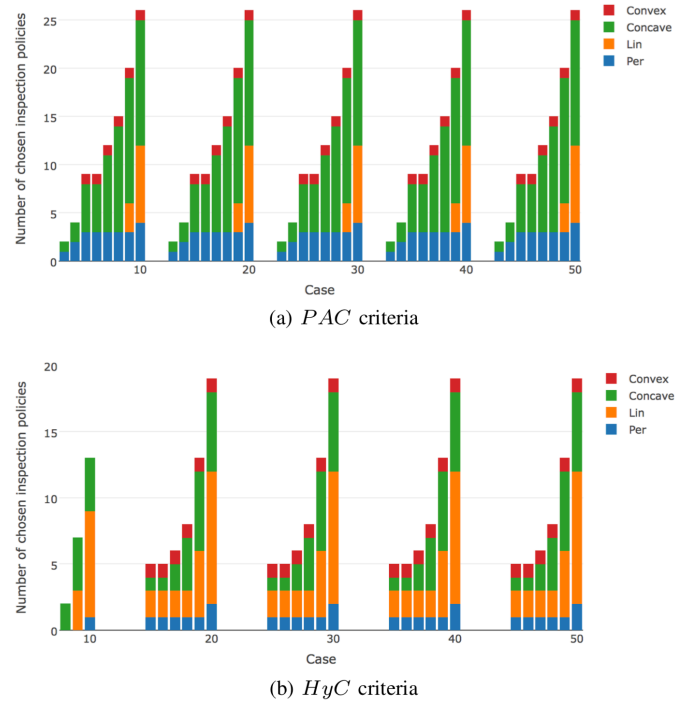 Number of chosen inspection policies
25
20
15
10
5
0
10
20
30
40
50
Case
Convex
Concave
Lin
Per
(a) PAC criteria
Number of chosen inspection policies
20
15
10
5
0
10
20
30
40
50
Case
Convex
Concave
Lin
Per
(b) HyC criteria